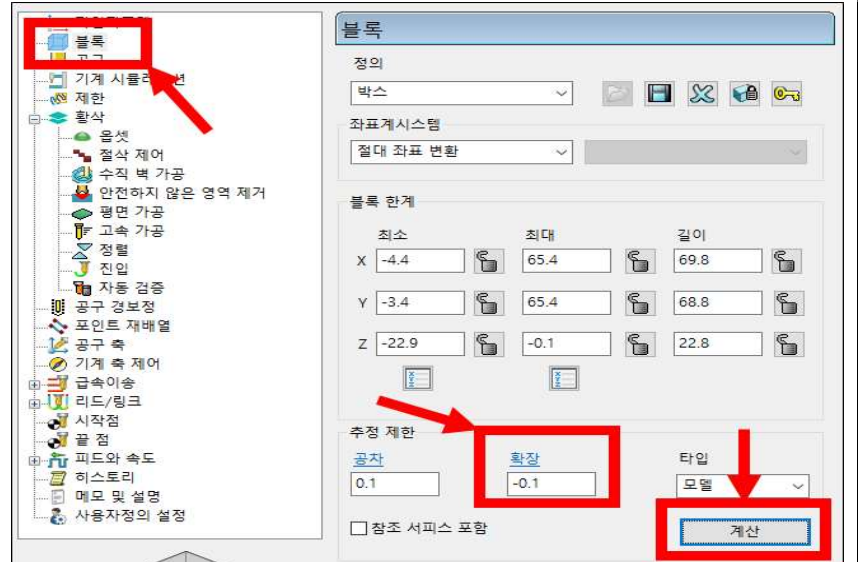 블록
기계 시뮬레이션
제한
황삭
옵셋
절삭 제어
수직 벽 가공
안전하지 않은 영역 제거
평면 가공
고속 가공
정렬
진입
자동 검증
공구 경보정
포인트 재배열
공구 축
기계 축 제어
급속이송
리드/링크
시작점
끝 점
피드와 속도
히스토리
메모 및 설명
사용자정의 설정
블록
정의
박스
좌표계시스템
절대 좌표 변환
블록 한계
최소 최대 길이
X -4.4 65.4 69.8
Y -3.4 65.4 68.8
Z -22.9 -0.1 22.8
추정 제한
공차 확장 타입
0.1 -0.1 모델
참조 서피스 포함 계산